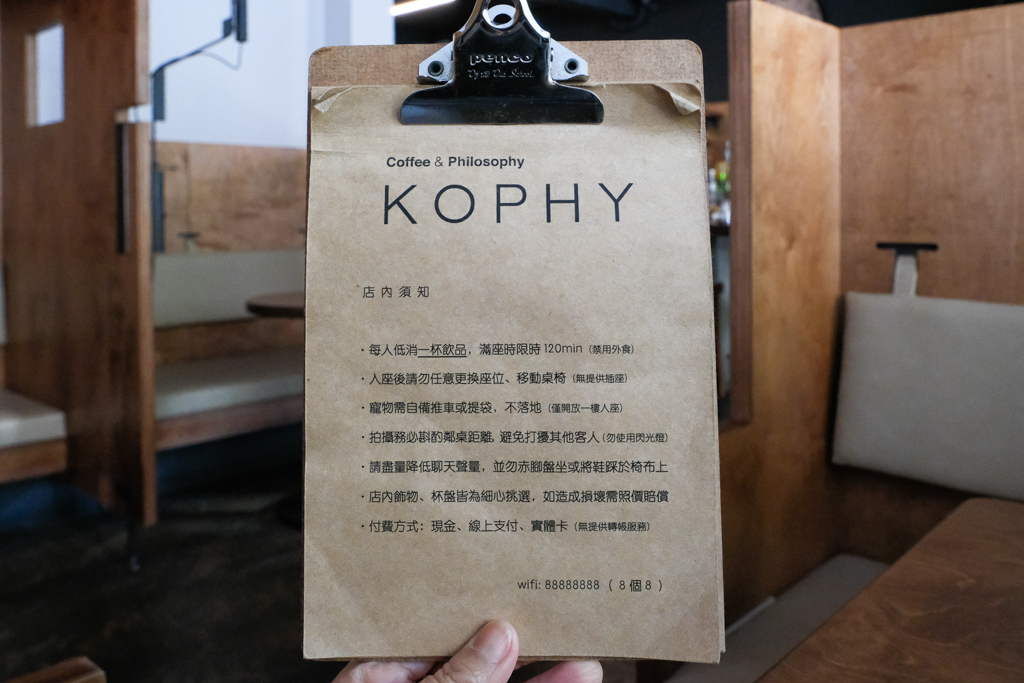 penco
Coffee & Philosophy
KOPHY
店內須知
・每人低消一杯飲品，滿座時限時120min（禁用外食）
・入座後請勿任意更換座位、移動桌椅（無提供插座）
・寵物需自備推車或提袋，不落地（僅開放一樓入座）
・拍攝務必斟酌鄰桌距離，避免打擾其他客人（勿使用閃光燈）
・請盡量降低聊天聲量，並勿赤腳盤坐或將鞋踩於椅布上
・店內飾物、杯盤皆為細心挑選，如造成損壞需照價賠償
・付費方式：現金、線上支付、實體卡（無提供轉帳服務）
wifi: 88888888（8個8）